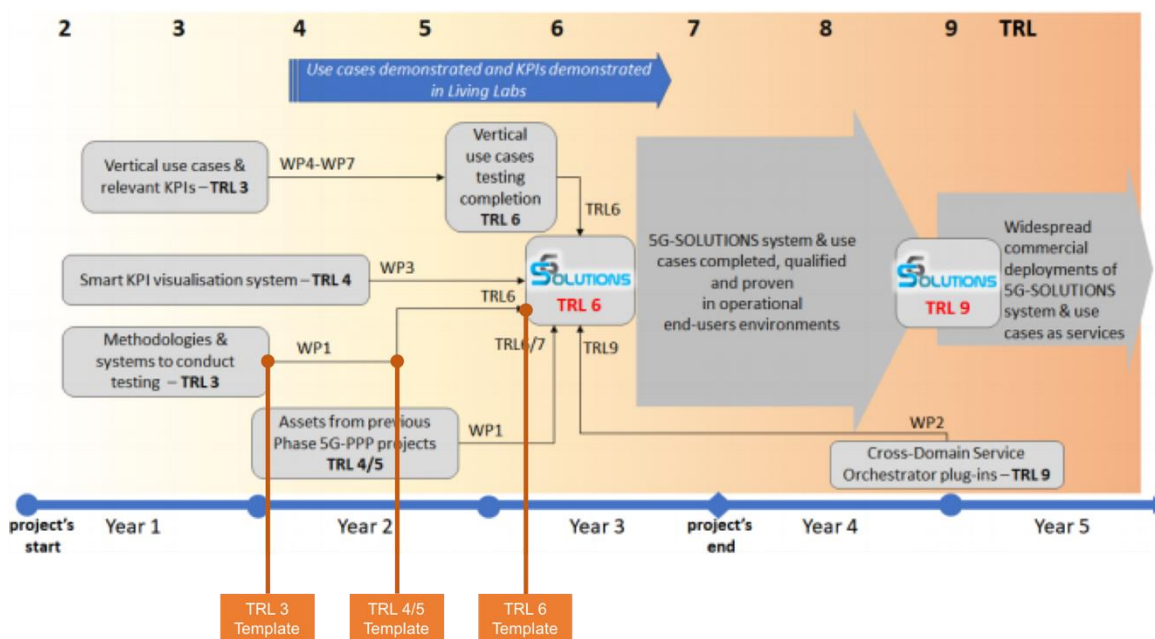 2 3 4 5 6 7 8 9 TRL
Use cases demonstrated and KPIs demonstrated
in Living Labs
Vertical use cases &
relevant KPIs – TRL 3
WP4-WP7
Vertical
use cases
testing
completion
TRL 6
TRL6
Smart KPI visualisation system – TRL 4
WP3
5G SOLUTIONS
TRL 6
TRL6
Methodologies &
systems to conduct
testing – TRL 3
WP1
TRL6/7
TRL9
Assets from previous
Phase 5G-PPP projects
TRL 4/5
WP1
5G-SOLUTIONS system & use
cases completed, qualified
and proven
in operational
end-users environments
5G SOLUTIONS
TRL 9
Widespread
commercial
deployments of
5G-SOLUTIONS
system & use
cases as services
WP2
Cross-Domain Service
Orchestrator plug-ins – TRL 9
project's
start
Year 1
Year 2
Year 3
project's
end
Year 4
Year 5
TRL 3
Template
TRL 4/5
Template
TRL 6
Template